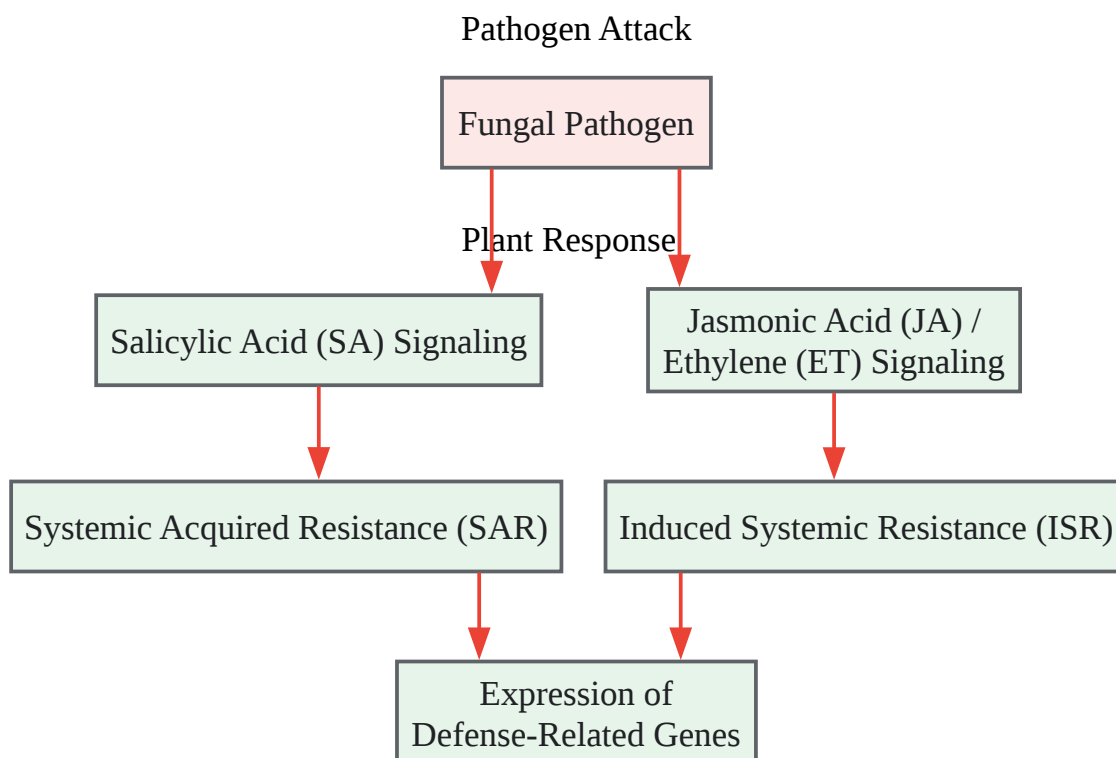 Pathogen Attack
Fungal Pathogen
Plant Response
Salicylic Acid (SA) Signaling
Jasmonic Acid (JA) /
Ethylene (ET) Signaling
Systemic Acquired Resistance (SAR)
Induced Systemic Resistance (ISR)
Expression of
Defense-Related Genes